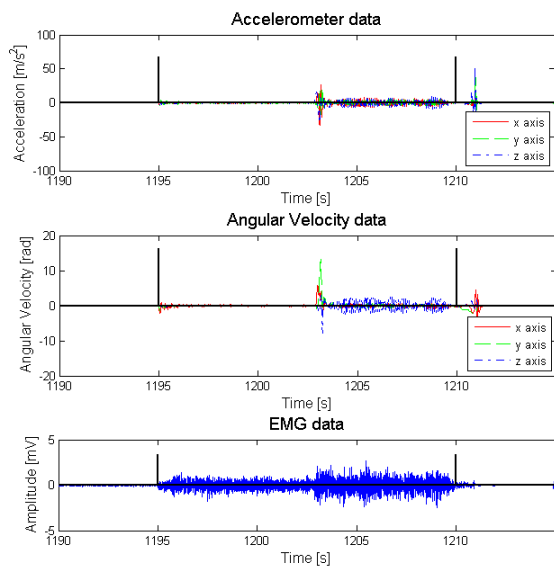 Accelerometer data
Acceleration [m/s²]
100
50
0
-50
-100
x axis
y axis
z axis
1190
1195
1200
1205
1210
Time [s]
Angular Velocity data
Angular Velocity [rad]
20
10
0
-10
-20
x axis
y axis
z axis
1190
1195
1200
1205
1210
Time [s]
EMG data
Amplitude [mV]
5
0
-5
1190
1195
1200
1205
1210
Time [s]